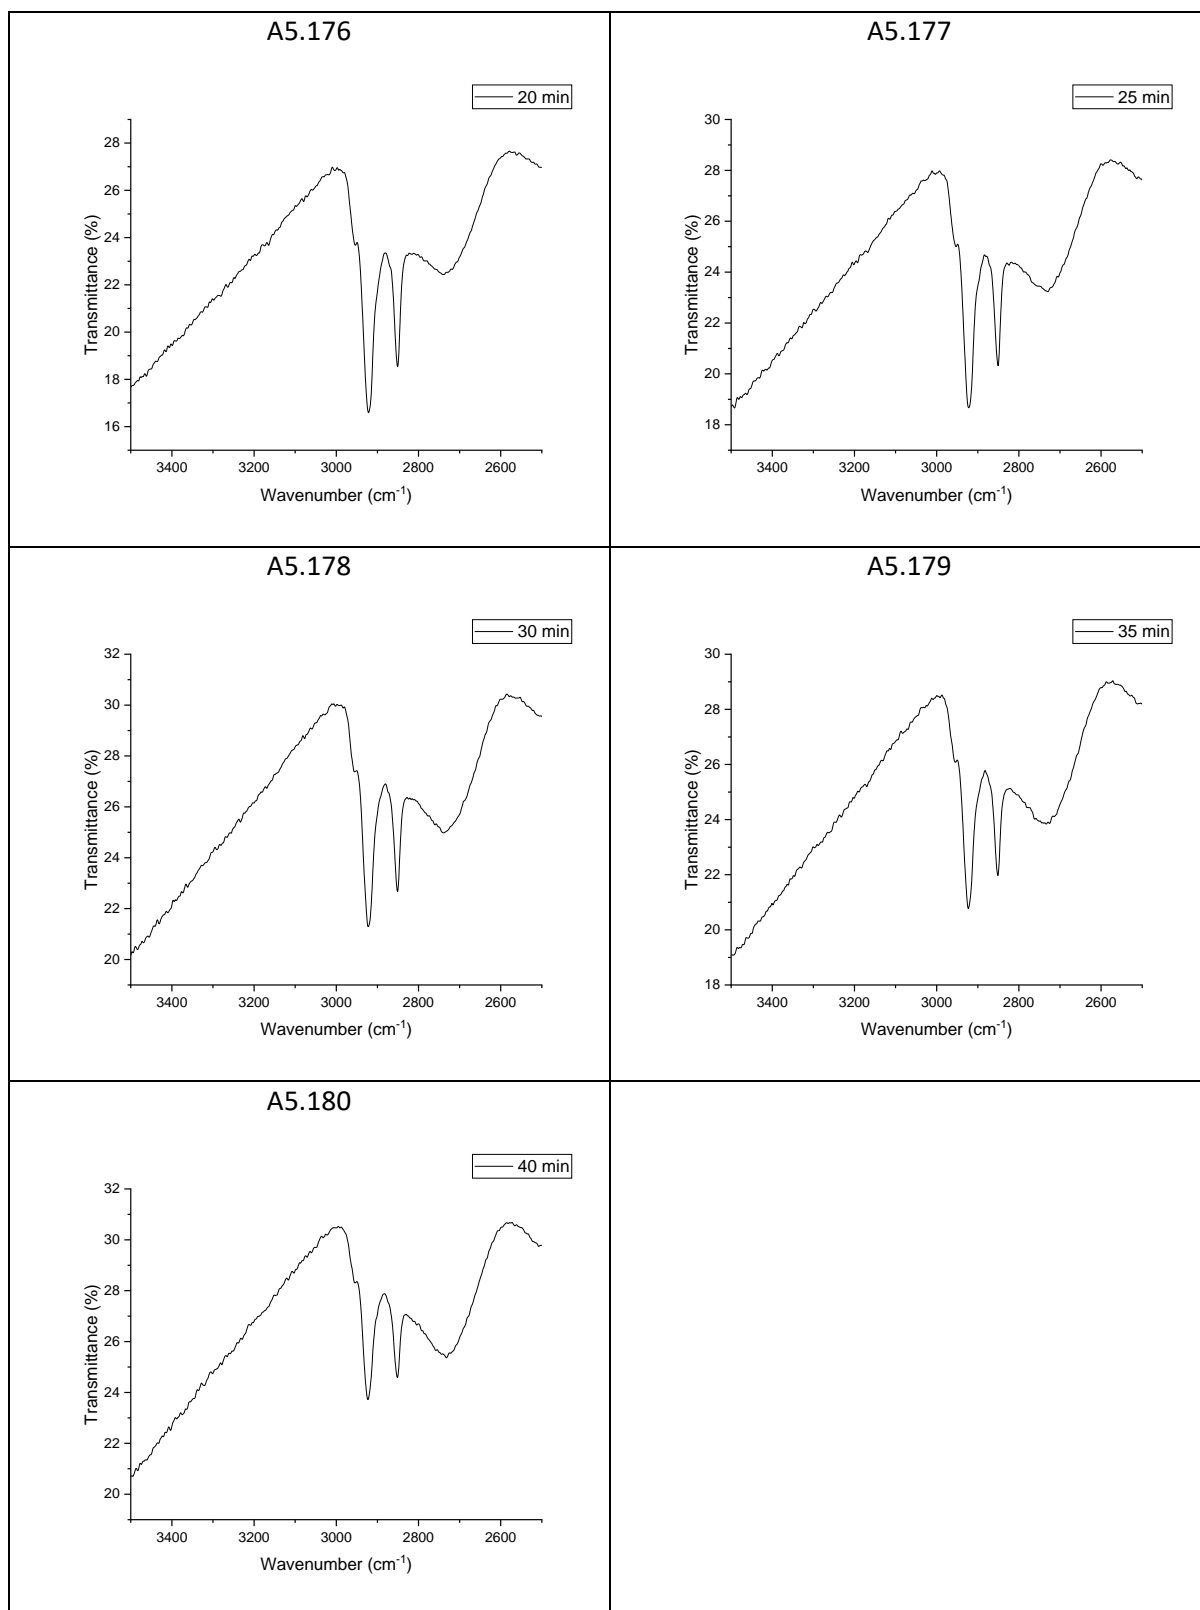 A5.176
20 min
28
26
24
22
20
18
16
Transmittance (%)
3400 3200 3000 2800 2600
Wavenumber (cm-1)
A5.177
25 min
30
28
26
24
22
20
18
Transmittance (%)
3400 3200 3000 2800 2600
Wavenumber (cm-1)
A5.178
30 min
32
30
28
26
24
22
20
Transmittance (%)
3400 3200 3000 2800 2600
Wavenumber (cm-1)
A5.179
35 min
30
28
26
24
22
20
18
Transmittance (%)
3400 3200 3000 2800 2600
Wavenumber (cm-1)
A5.180
40 min
32
30
28
26
24
22
20
Transmittance (%)
3400 3200 3000 2800 2600
Wavenumber (cm-1)